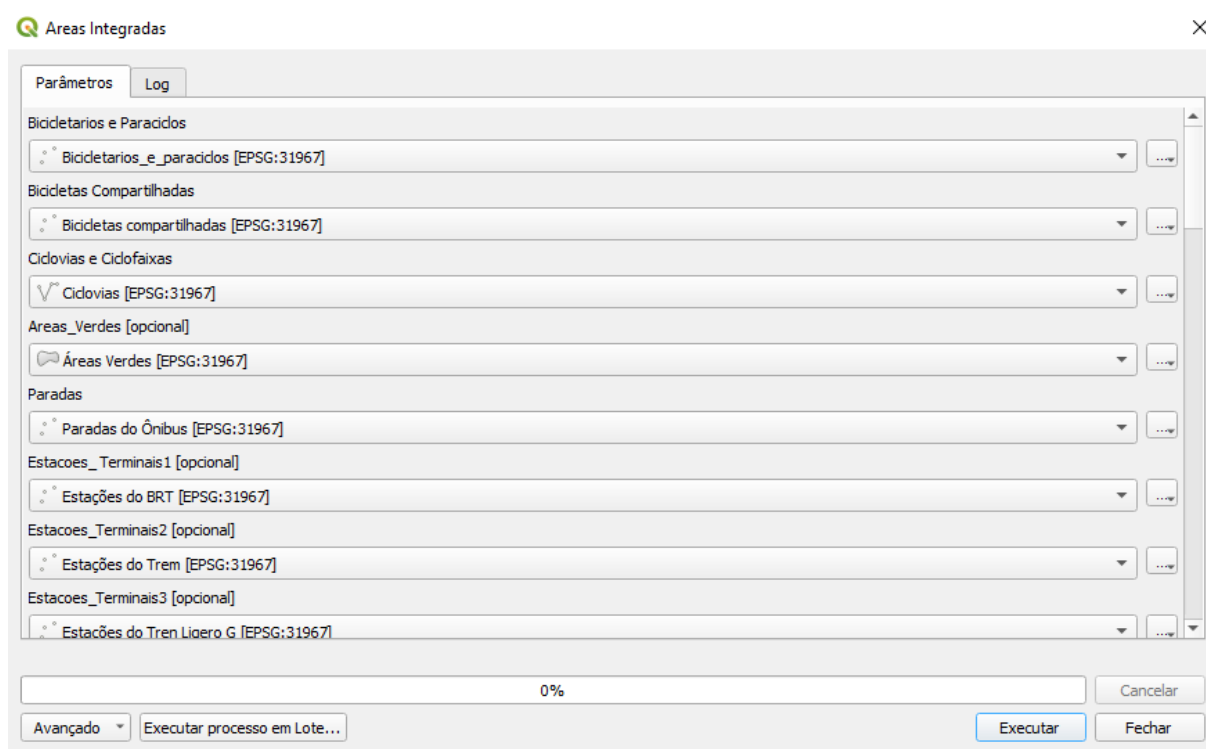 Areas Integradas
Parâmetros Log
Bicicletarios e Paraciclos
Bicicletarios_e_paraciclos [EPSG:31967]
Bicicletas Compartilhadas
Bicicletas compartilhadas [EPSG:31967]
Ciclovias e Ciclofaixas
Ciclovias [EPSG:31967]
Areas_Verdes [opcional]
Áreas Verdes [EPSG:31967]
Paradas
Paradas do Ônibus [EPSG:31967]
Estacoes_ Terminais1 [opcional]
Estações do BRT [EPSG:31967]
Estacoes_Terminais2 [opcional]
Estações do Trem [EPSG:31967]
Estacoes_Terminais3 [opcional]
Estações do Tren Ligero G [EPSG:31967]
0% Cancelar
Avançado Executar processo em Lote... Executar Fechar